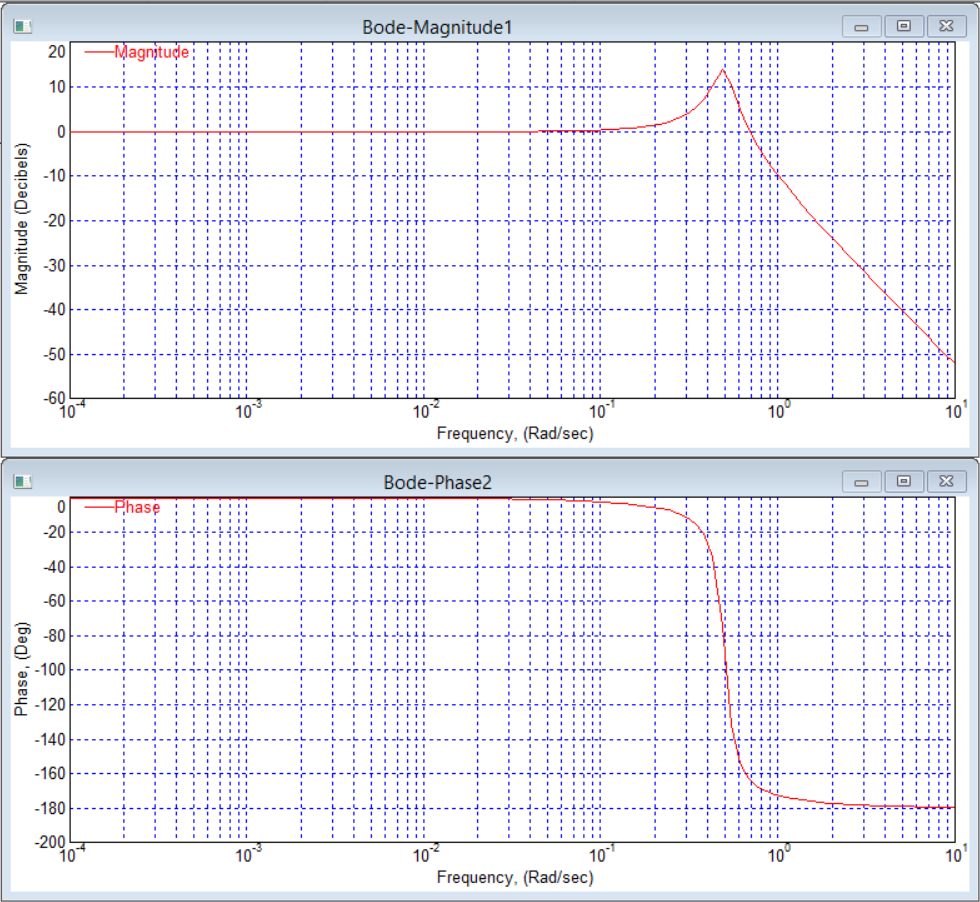 Bode-Magnitude1
Magnitude
20
10
0
-10
-20
-30
-40
-50
-60
Magnitude (Decibels)
10^-4 10^-3 10^-2 10^-1 10^0 10^1
Frequency, (Rad/sec)
Bode-Phase2
Phase
0
-20
-40
-60
-80
-100
-120
-140
-160
-180
-200
Phase, (Deg)
10^-4 10^-3 10^-2 10^-1 10^0 10^1
Frequency, (Rad/sec)